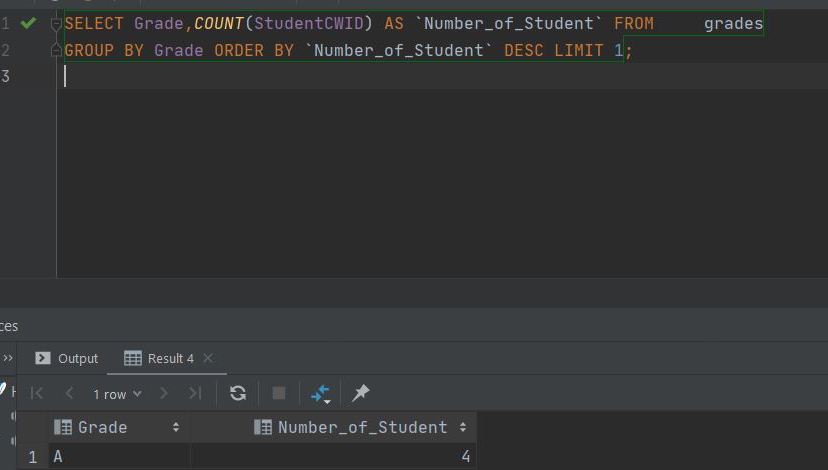 1 SELECT Grade,COUNT(StudentCWID) AS `Number_of_Student` FROM     grades
2 GROUP BY Grade ORDER BY `Number_of_Student` DESC LIMIT 1;
3
ces
Output Result 4
1 row
Grade Number_of_Student
1 A 4